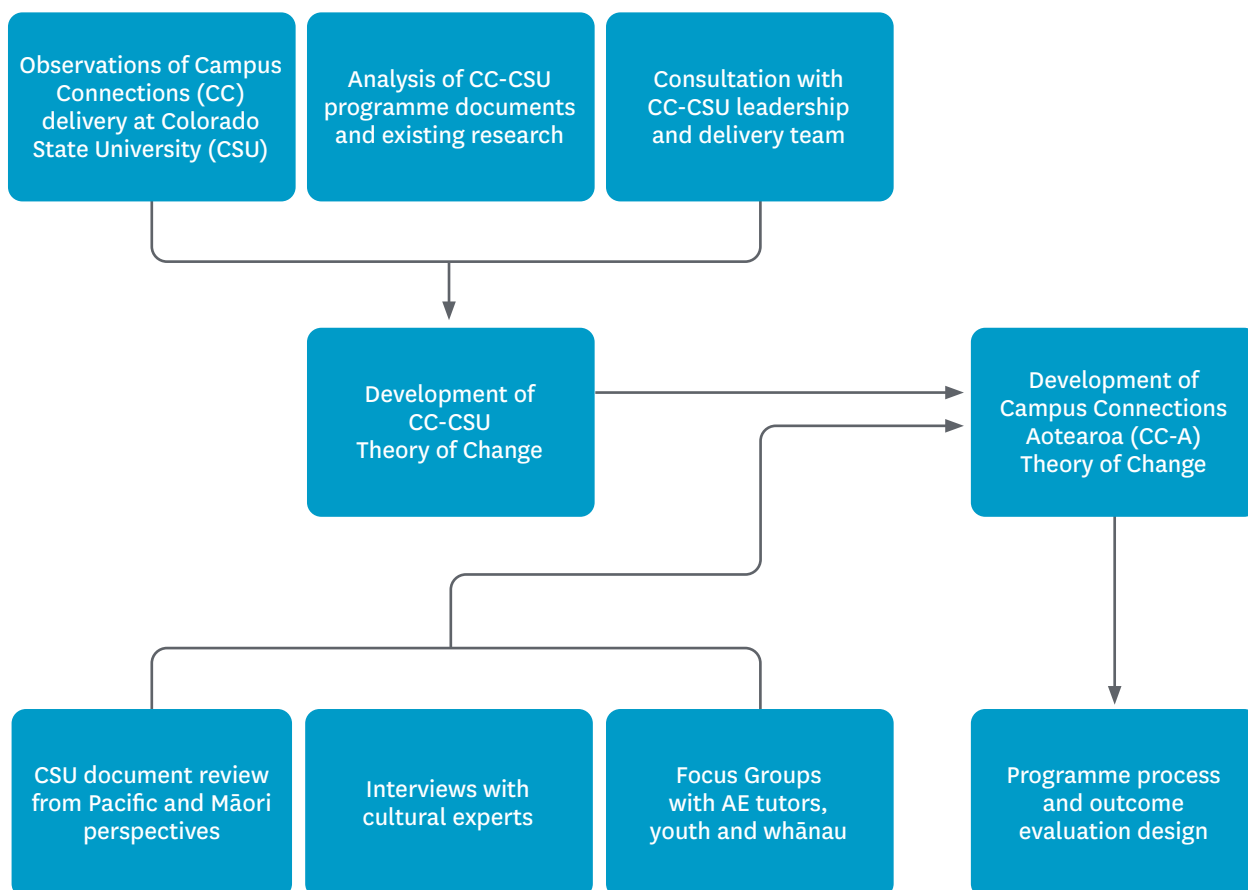 Observations of Campus
Connections (CC)
delivery at Colorado
State University (CSU)
Analysis of CC-CSU
programme documents
and existing research
Consultation with
CC-CSU leadership
and delivery team
Development of
CC-CSU
Theory of Change
Development of
Campus Connections
Aotearoa (CC-A)
Theory of Change
CSU document review
from Pacific and Māori
perspectives
Interviews with
cultural experts
Focus Groups
with AE tutors,
youth and whānau
Programme process
and outcome
evaluation design